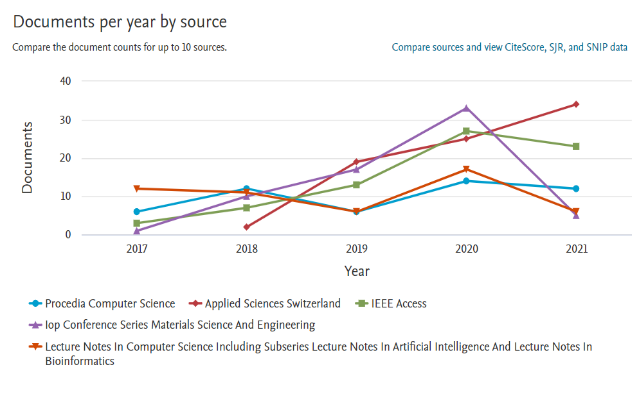 Documents per year by source
Compare the document counts for up to 10 sources.
Compare sources and view CiteScore, SJR, and SNIP data
40
30
20
10
0
Documents
2017 2018 2019 2020 2021
Year
Procedia Computer Science Applied Sciences Switzerland IEEE Access
Iop Conference Series Materials Science And Engineering
Lecture Notes In Computer Science Including Subseries Lecture Notes In Artificial Intelligence And Lecture Notes In
Bioinformatics